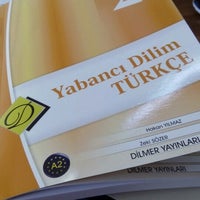 Yabancı Dilim
TÜRKÇE
D
Hakan YILMAZ
Zeki SÖZER
DİLMER YAYINLARI
A2
DİLMER YAYINLARI